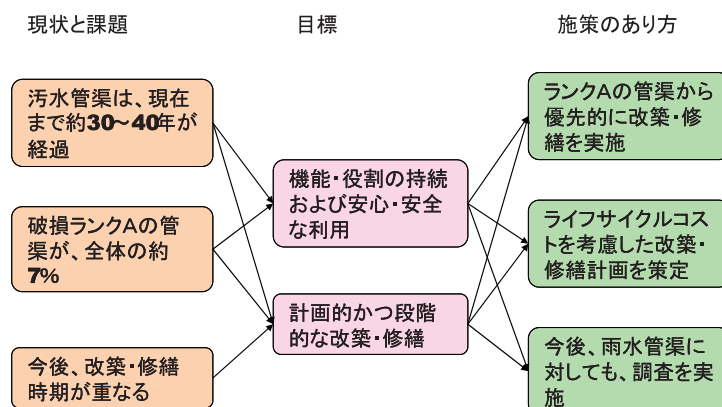 現状と課題
目標
施策のあり方
汚水管渠は、現在
まで約30～40年が
経過
破損ランクAの管
渠が、全体の約
7%
今後、改築・修繕
時期が重なる
機能・役割の持続
および安心・安全
な利用
計画的かつ段階
的な改築・修繕
ランクAの管渠から
優先的に改築・修
繕を実施
ライフサイクルコス
トを考慮した改築・
修繕計画を策定
今後、雨水管渠に
対しても、調査を実
施